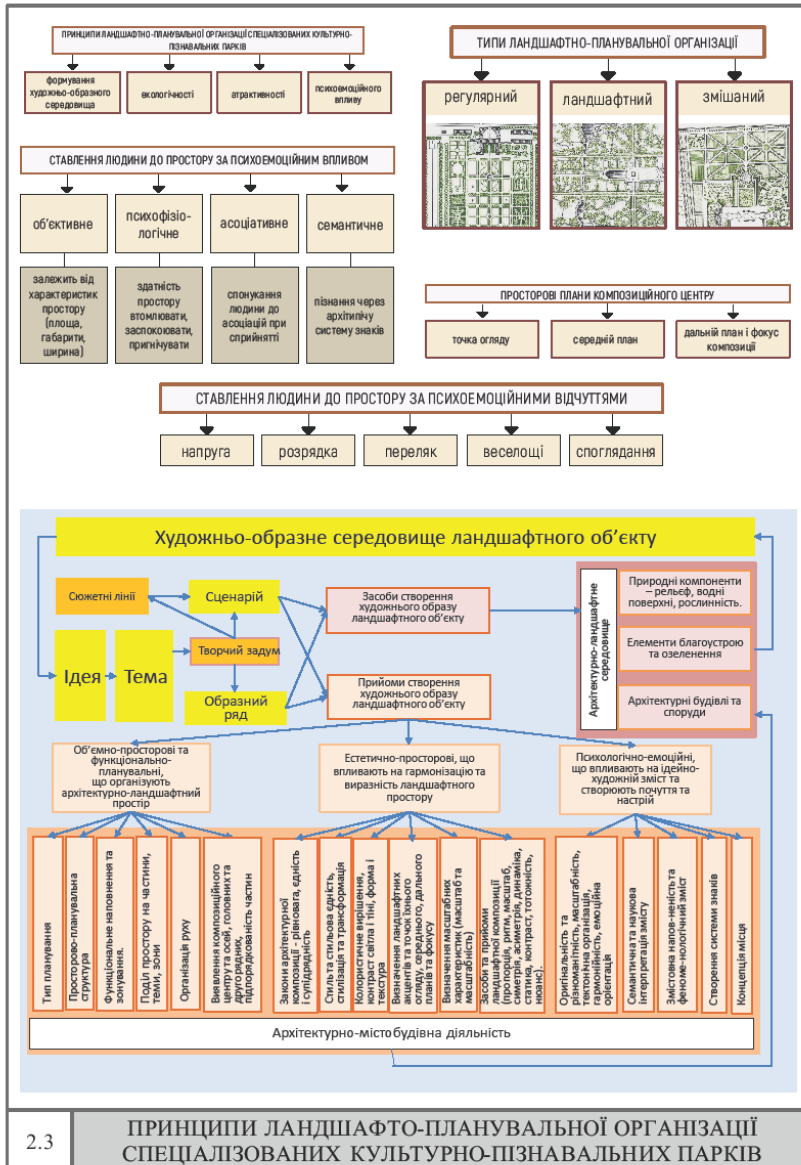 ПРИНЦИПИ ЛАНДШАФТНО-ПЛАНУВАЛЬНОЇ ОРГАНІЗАЦІЇ СПЕЦІАЛІЗОВАНИХ КУЛЬТУРНО-
ПІЗНАВАЛЬНИХ ПАРКІВ
формування
художньо-образного
середовища
екологічності
атрактивності
психоемоційного
впливу
ТИПИ ЛАНДШАФТНО-ПЛАНУВАЛЬНОЇ ОРГАНІЗАЦІЇ
регулярний
ландшафтний
змішаний
СТАВЛЕННЯ ЛЮДИНИ ДО ПРОСТОРУ ЗА ПСИХОЕМОЦІЙНИМ ВПЛИВОМ
об'єктивне
психофізіо-
логічне
асоціативне
семантичне
залежить від
характеристик
простору
(площа,
габарити,
ширина)
здатність
простору
втомлювати,
заспокоювати,
пригнічувати
спонукання
людини до
асоціацій при
сприйнятті
пізнання через
архітипічу
систему знаків
ПРОСТОРОВІ ПЛАНИ КОМПОЗИЦІЙНОГО ЦЕНТРУ
точка огляду
середній план
дальній план і фокус
композиції
СТАВЛЕННЯ ЛЮДИНИ ДО ПРОСТОРУ ЗА ПСИХОЕМОЦІЙНИМИ ВІДЧУТТЯМИ
напруга
розрядка
переляк
веселощі
споглядання
Художньо-образне середовище ландшафтного об'єкту
Сюжетні лінії
Сценарій
Ідея
Тема
Творчий задум
Образний
ряд
Засоби створення
художнього образу
ландшафтного об'єкту
Прийоми створення
художнього образу
ландшафтного об'єкту
Архітектурно-ландшафтне
середовище
Природні компоненти
– рельєф, водні
поверхні, рослинність.
Елементи благоустрою
та озеленення
Архітектурні будівлі та
споруди
Об'ємно-просторові та
функціонально-
планувальні,
що організують
архітектурно-ландшафтний
простір
Естетично-просторові, що
впливають на гармонізацію та
виразність ландшафтного
простору
Психологічно-емоційні,
що впливають на ідейно-
художній зміст та
створюють почуття та
настрій
Тип планування
Просторово-планувальна
структура
Функціональне наповнення та
зонування.
Поділ простору на частини,
теми, зони
Організація руху
Виявлення композиційного
центру та осей, головних та
другорядних,
підпорядкованість частин
Закони архітектурної
композиції - рівновага, єдність
і супідрядність
Стиль та стильова єдність,
стилізація та трансформація
Колористичне вирішення,
контраст світла і тіні, форма і
текстура
Визначення ландшафтних
акцентів та точок їхнього
огляду, середнього, дального
планів та фокусу
Визначення масштабних
характеристик (масштаб та
масштабність)
Засоби та прийоми
ландшафтної композиції
(пропорція, ритм, масштаб,
симетрія, асиметрія, динаміка,
статика, контраст, тотожність,
нюанс).
Оригінальність та
різноманітність, масштабність,
тектонічна організація,
гармонійність, емоційна
орієнтація
Семантична та наукова
інтерпретація змісту
Змістовна напов-неність та
феноме-нологічний зміст
Створення системи знаків
Концепція місця
Архітектурно-містобудівна діяльність
2.3
ПРИНЦИПИ ЛАНДШАФТО-ПЛАНУВАЛЬНОЇ ОРГАНІЗАЦІЇ
СПЕЦІАЛІЗОВАНИХ КУЛЬТУРНО-ПІЗНАВАЛЬНИХ ПАРКІВ